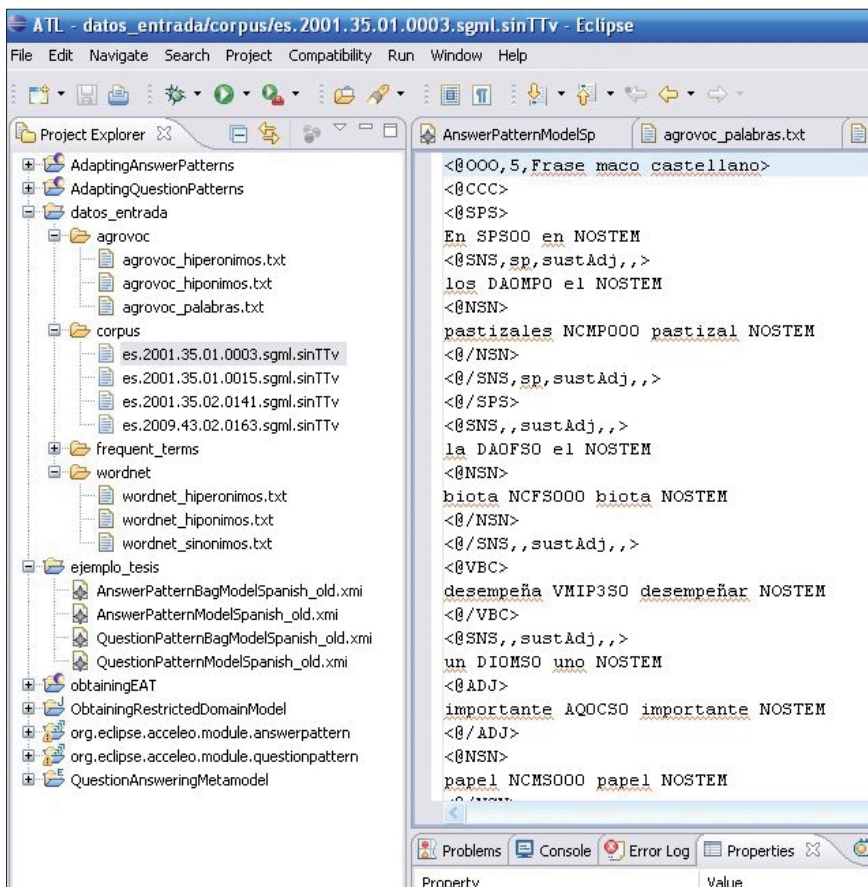 ATL - datos_entrada/corpus/es.2001.35.01.0003.sgml.sinTTv - Eclipse
File Edit Navigate Search Project Compatibility Run Window Help
Project Explorer
AdaptingAnswerPatterns
AdaptingQuestionPatterns
datos_entrada
agrovoc
agrovoc_hiperonimos.txt
agrovoc_hiponimos.txt
agrovoc_palabras.txt
corpus
es.2001.35.01.0003.sgml.sinTTv
es.2001.35.01.0015.sgml.sinTTv
es.2001.35.02.0141.sgml.sinTTv
es.2009.43.02.0163.sgml.sinTTv
frequent_terms
wordnet
wordnet_hiperonimos.txt
wordnet_hiponimos.txt
wordnet_sinonimos.txt
ejemplo_tesis
AnswerPatternBagModelSpanish_old.xmi
AnswerPatternModelSpanish_old.xmi
QuestionPatternBagModelSpanish_old.xmi
QuestionPatternModelSpanish_old.xmi
obtainingEAT
ObtainingRestrictedDomainModel
org.eclipse.acceleo.module.answerpattern
org.eclipse.acceleo.module.questionpattern
QuestionAnsweringMetamodel
AnswerPatternModelSp agrovoc_palabras.txt
<@OOO,5,Frase maco castellano>
<@CCC>
<@SPS>
En SPS00 en NOSTEM
<@SNS,sp,sustAdj,,>
los DA0MP0 el NOSTEM
<@NSN>
pastizales NCMP000 pastizal NOSTEM
<@/NSN>
<@/SNS,sp,sustAdj,,>
<@/SPS>
<@SNS,,sustAdj,,>
la DA0FS0 el NOSTEM
<@NSN>
biota NCFS000 biota NOSTEM
<@/NSN>
<@/SNS,,sustAdj,,>
<@VBC>
desempeña VMIP3S0 desempeñar NOSTEM
<@/VBC>
<@SNS,,sustAdj,,>
un DI0MS0 uno NOSTEM
<@ADJ>
importante AQ0CS0 importante NOSTEM
<@/ADJ>
<@NSN>
papel NCMS000 papel NOSTEM
Problems Console Error Log Properties
Property Value